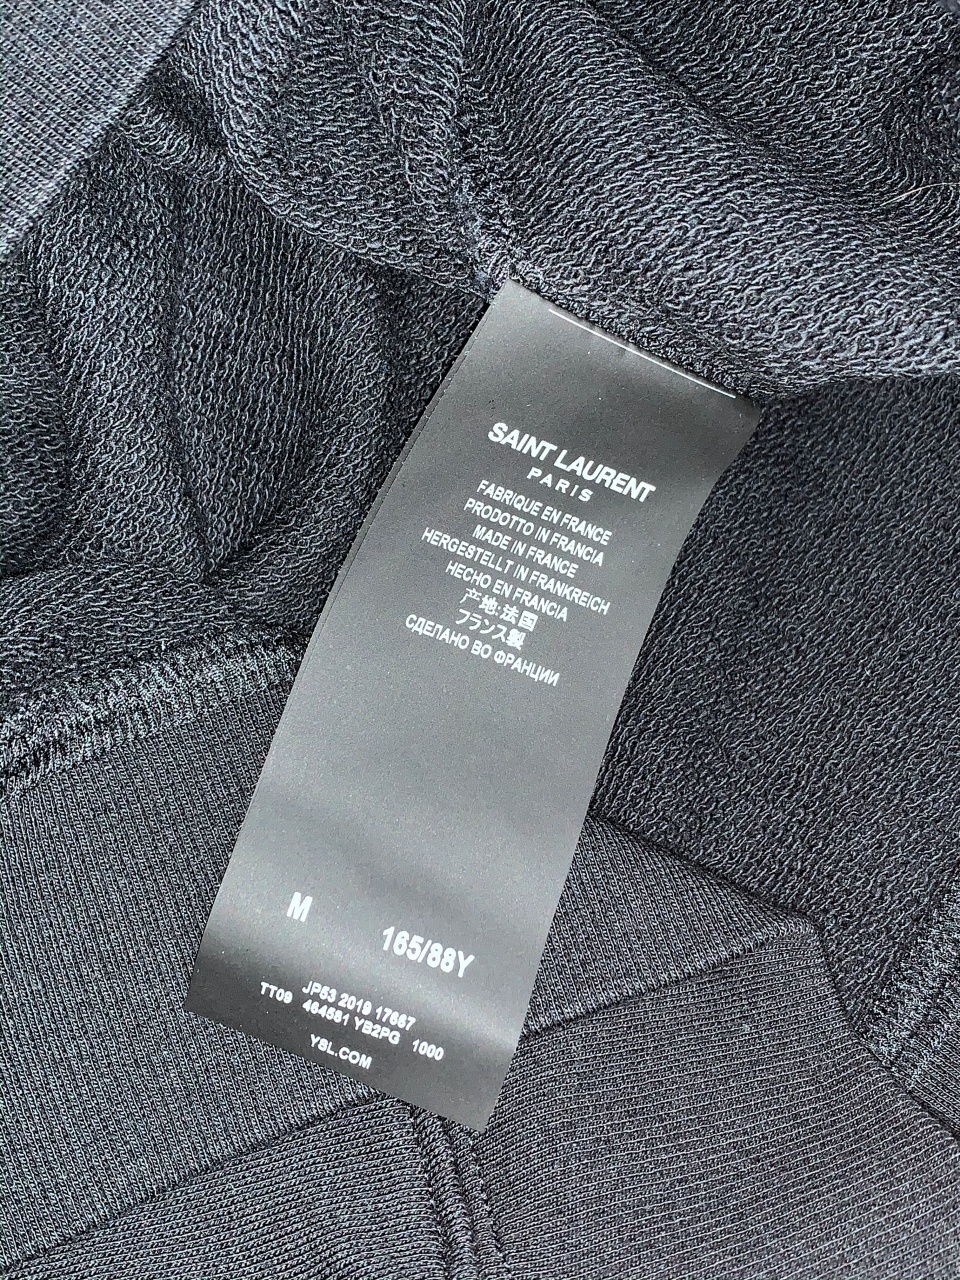 SAINT LAURENT
PARIS
FABRIQUE EN FRANCE
PRODOTTO IN FRANCIA
MADE IN FRANCE
HERGESTELLT IN FRANKREICH
HECHO EN FRANCIA
产地:法国
フランス製
СДЕЛАНО ВО ФРАНЦИИ
M 165/88Y
JP53 2019 17667
TT09 464581 YB2PG 1000
YSL.COM